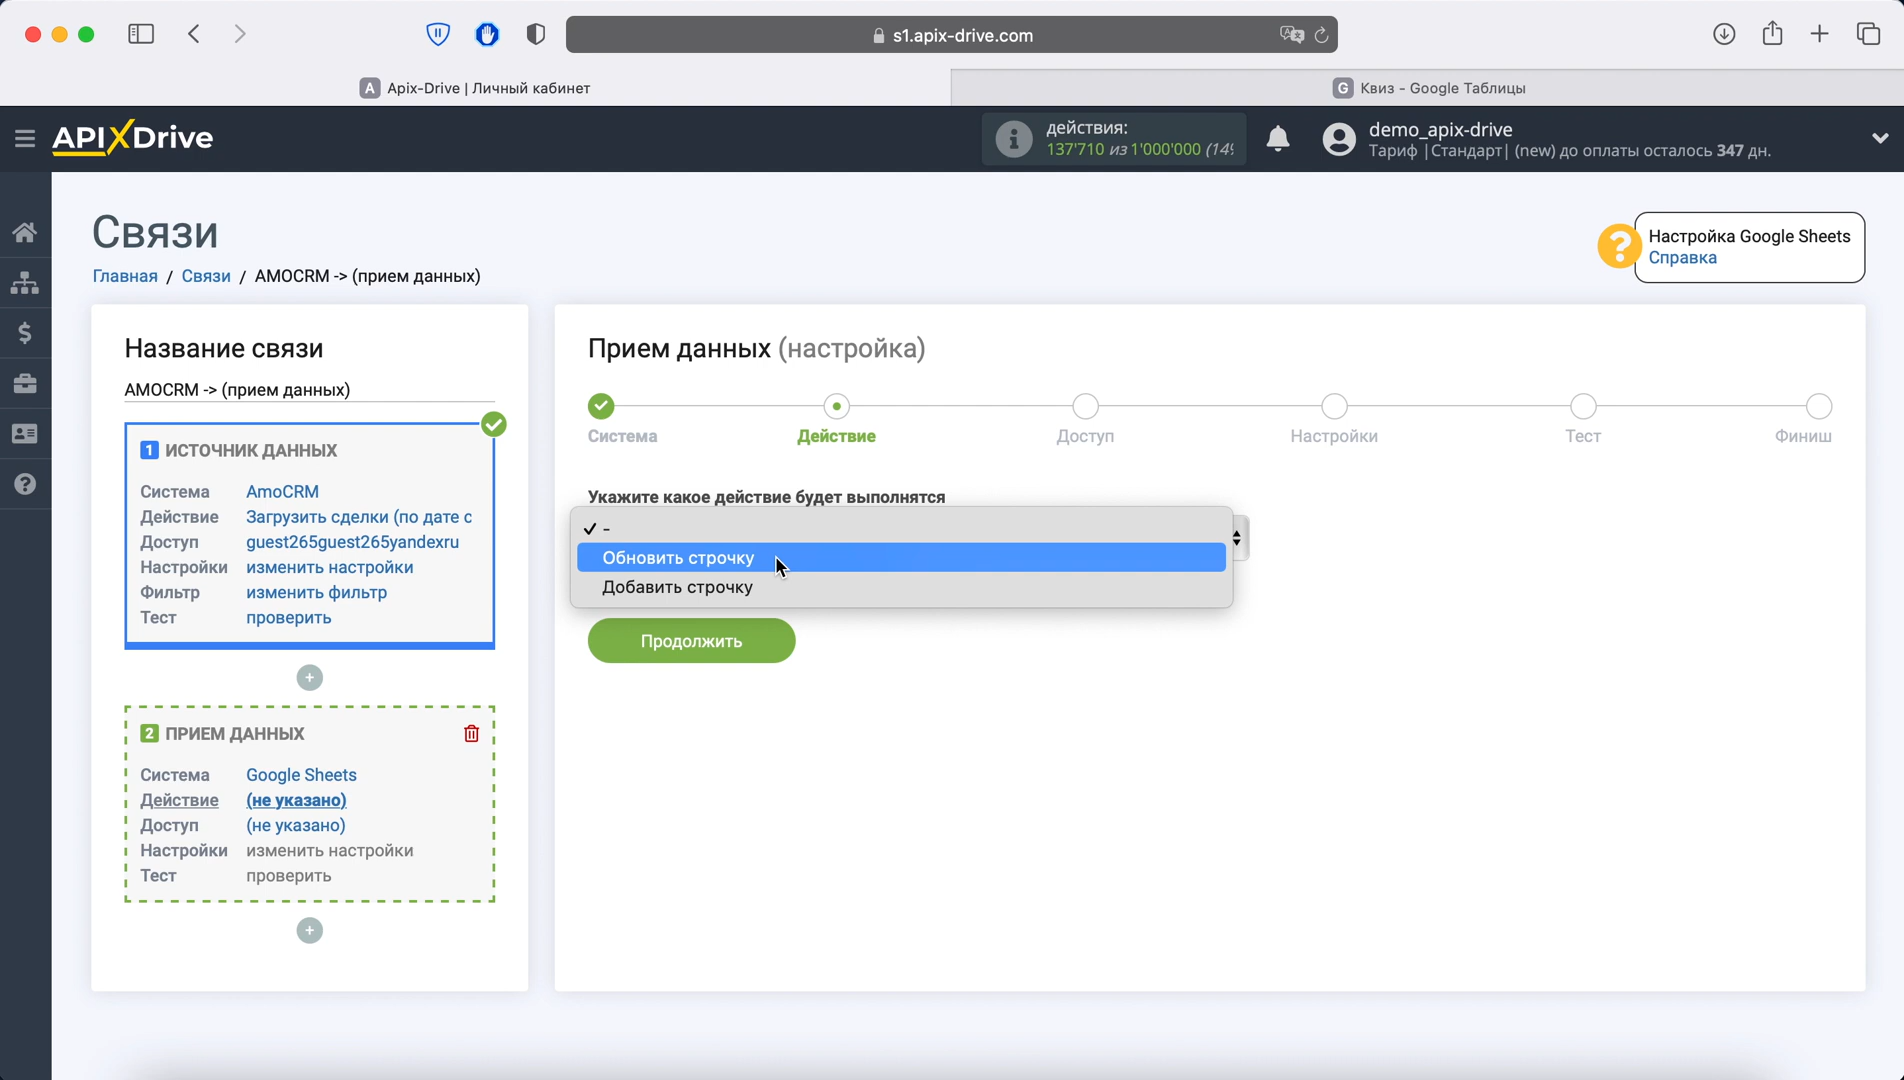 s1.apix-drive.com
A Apix-Drive | Личный кабинет
G Квиз - Google Таблицы
APIXDrive
действия:
137'710 из 1'000'000 (14%
demo_apix-drive
Тариф |Стандарт| (new) до оплаты осталось 347 дн.
Связи
Главная / Связи / AMOCRM -> (прием данных)
Настройка Google Sheets
Справка
Название связи
AMOCRM -> (прием данных)
1 ИСТОЧНИК ДАННЫХ
Система AmoCRM
Действие Загрузить сделки (по дате с
Доступ guest265guest265yandexru
Настройки изменить настройки
Фильтр изменить фильтр
Тест проверить
2 ПРИЕМ ДАННЫХ
Система Google Sheets
Действие (не указано)
Доступ (не указано)
Настройки изменить настройки
Тест проверить
Прием данных (настройка)
Система
Действие
Доступ
Настройки
Тест
Финиш
Укажите какое действие будет выполнятся
-
Обновить строчку
Добавить строчку
Продолжить